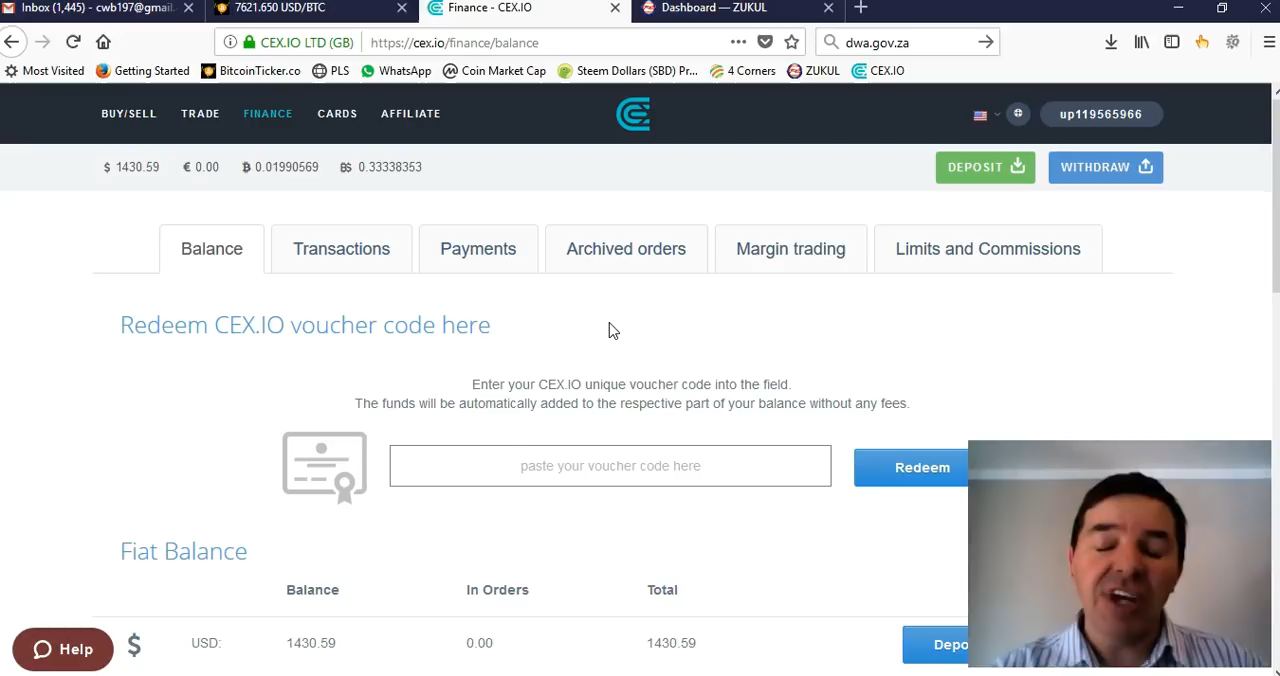 Inbox (1,445) - cwb197@gmail.
7621.650 USD/BTC
Finance - CEX.IO
Dashboard — ZUKUL
CEX.IO LTD (GB)
https://cex.io/finance/balance
dwa.gov.za
Most Visited
Getting Started
BitcoinTicker.co
PLS
WhatsApp
Coin Market Cap
Steem Dollars (SBD) Pr...
4 Corners
ZUKUL
CEX.IO
BUY/SELL
TRADE
FINANCE
CARDS
AFFILIATE
up119565966
$ 1430.59
€ 0.00
0.01990569
0.33338353
DEPOSIT
WITHDRAW
Balance
Transactions
Payments
Archived orders
Margin trading
Limits and Commissions
Redeem CEX.IO voucher code here
Enter your CEX.IO unique voucher code into the field.
The funds will be automatically added to the respective part of your balance without any fees.
paste your voucher code here
Redeem
Fiat Balance
Balance
In Orders
Total
$
USD:
1430.59
0.00
1430.59
Depo
Help